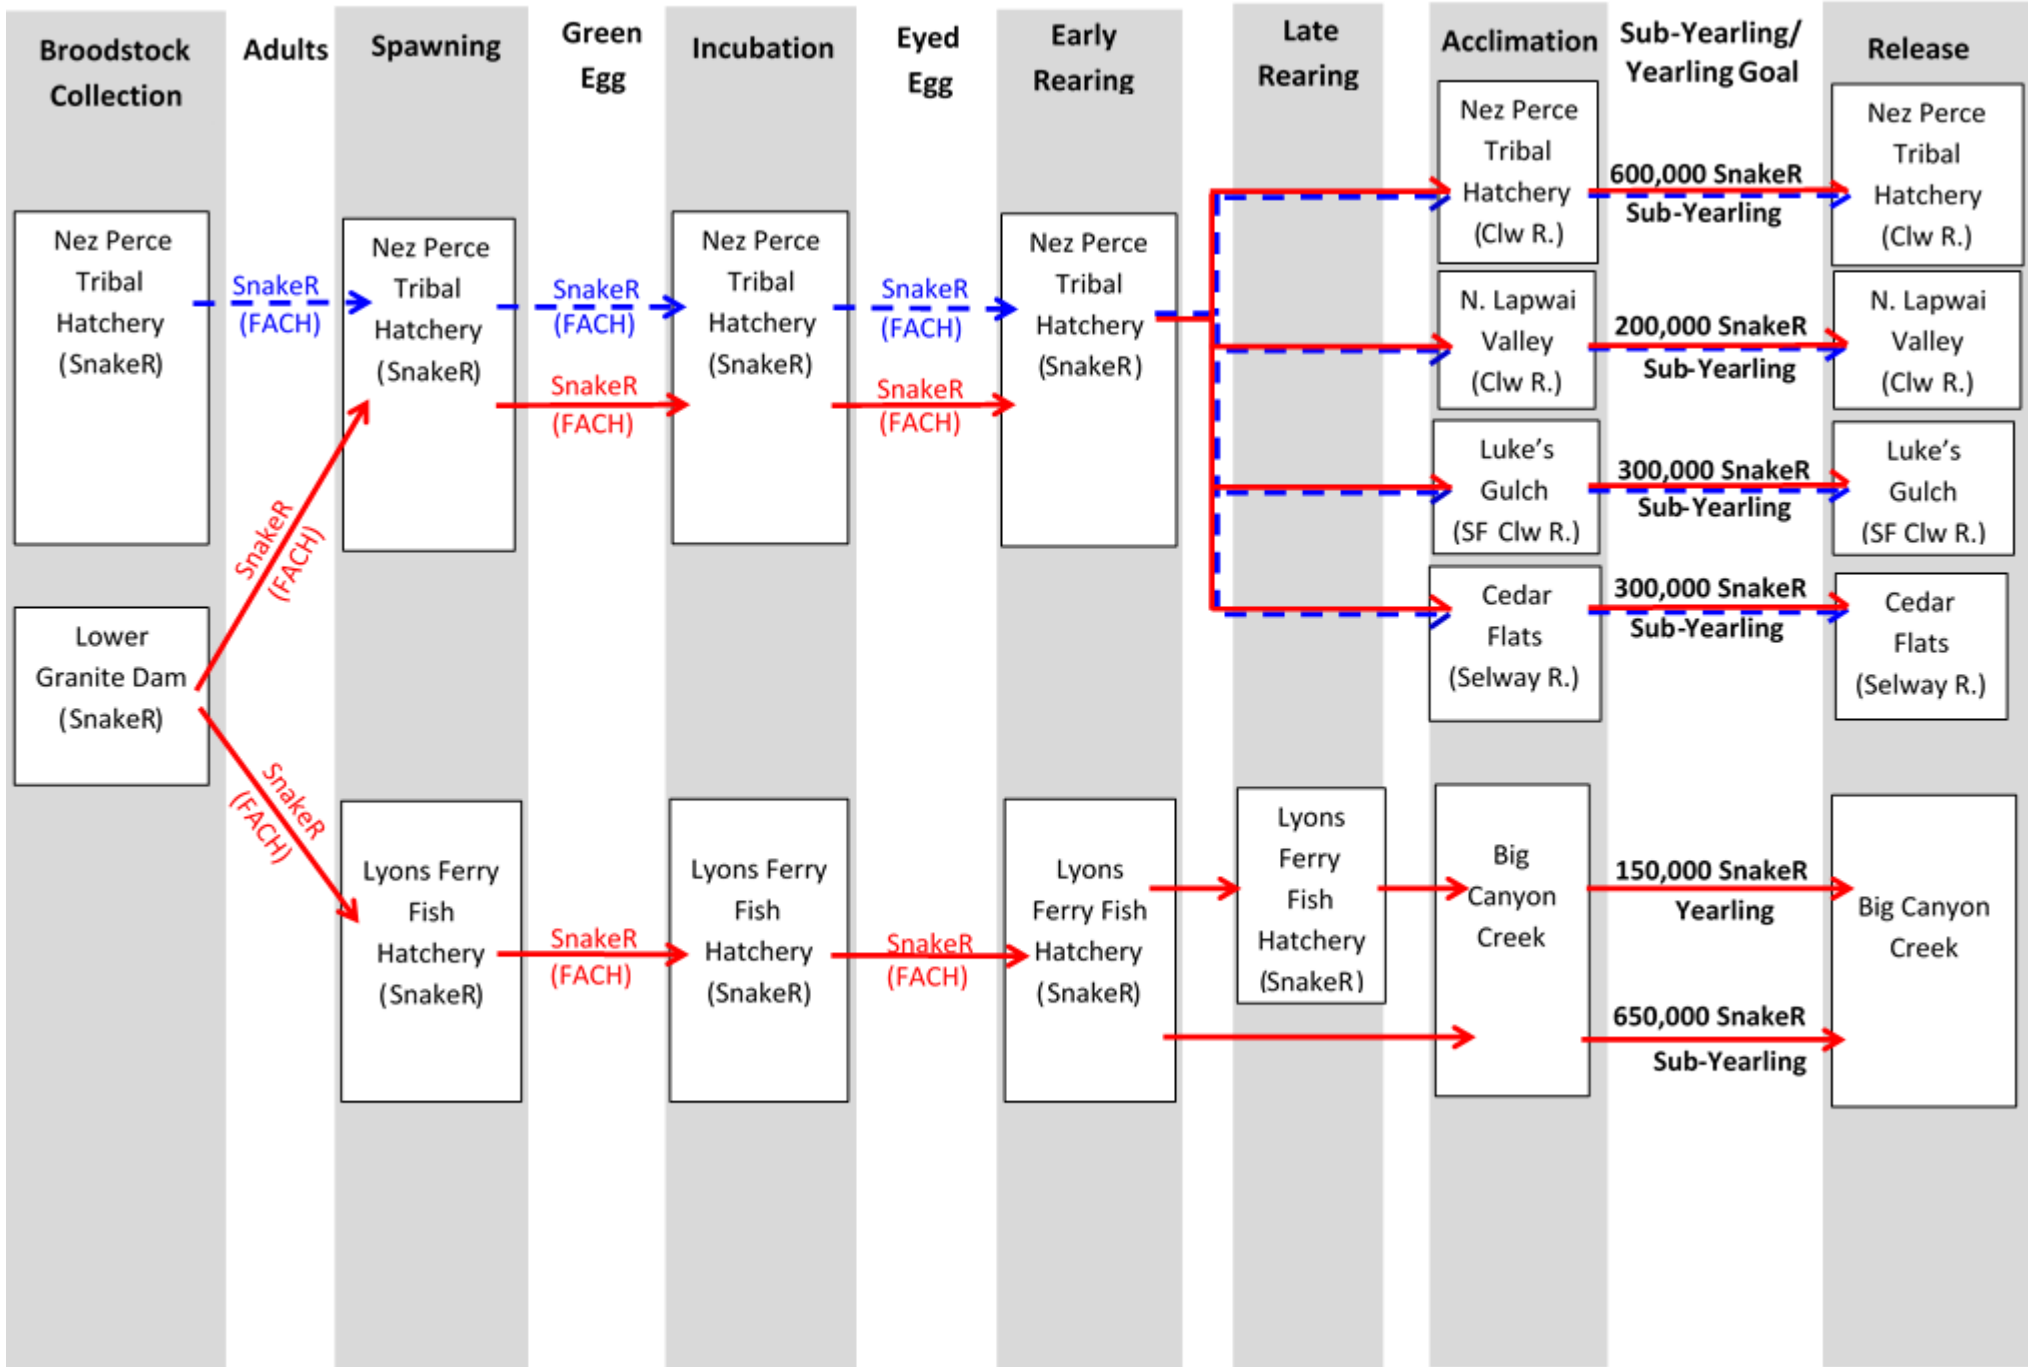 Broodstock
Collection
Adults
Spawning
Green
Egg
Incubation
Eyed
Egg
Early
Rearing
Late
Rearing
Acclimation
Sub-Yearling/
Yearling Goal
Release
Nez Perce
Tribal
Hatchery
(SnakeR)
SnakeR
(FACH)
Nez Perce
Tribal
Hatchery
(SnakeR)
SnakeR
(FACH)
SnakeR
(FACH)
Nez Perce
Tribal
Hatchery
(SnakeR)
SnakeR
(FACH)
SnakeR
(FACH)
Nez Perce
Tribal
Hatchery
(SnakeR)
Nez Perce
Tribal
Hatchery
(Clw R.)
600,000 SnakeR
Sub-Yearling
Nez Perce
Tribal
Hatchery
(Clw R.)
N. Lapwai
Valley
(Clw R.)
200,000 SnakeR
Sub-Yearling
N. Lapwai
Valley
(Clw R.)
Luke’s
Gulch
(SF Clw R.)
300,000 SnakeR
Sub-Yearling
Luke’s
Gulch
(SF Clw R.)
Cedar
Flats
(Selway R.)
300,000 SnakeR
Sub-Yearling
Cedar
Flats
(Selway R.)
Lower
Granite Dam
(SnakeR)
SnakeR
(FACH)
SnakeR
(FACH)
Lyons Ferry
Fish
Hatchery
(SnakeR)
SnakeR
(FACH)
Lyons Ferry
Fish
Hatchery
(SnakeR)
SnakeR
(FACH)
Lyons
Ferry Fish
Hatchery
(SnakeR)
Lyons
Ferry
Fish
Hatchery
(SnakeR)
Big
Canyon
Creek
150,000 SnakeR
Yearling
650,000 SnakeR
Sub-Yearling
Big Canyon
Creek